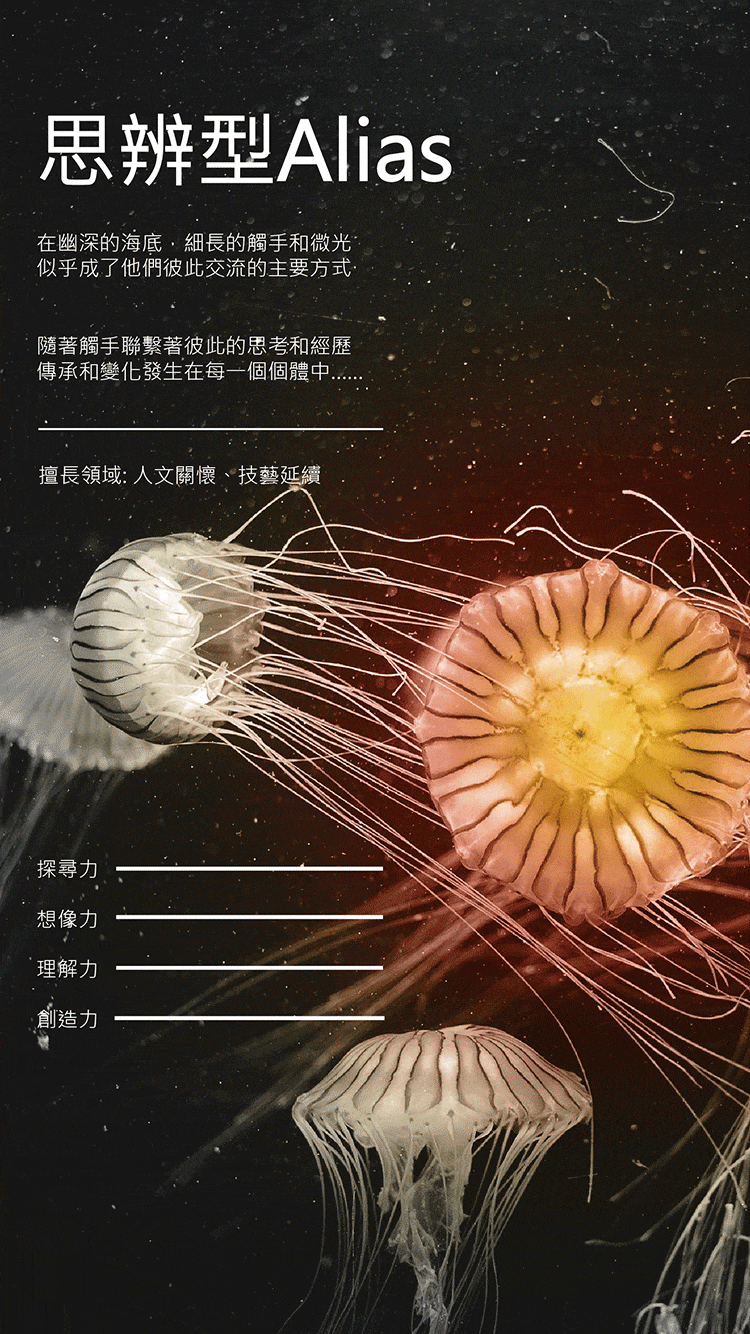 思辨型Alias
在幽深的海底，細長的觸手和微光
似乎成了他們彼此交流的主要方式
隨著觸手聯繫著彼此的思考和經歷
傳承和變化發生在每一個個體中......
擅長領域: 人文關懷、技藝延續
探尋力
想像力
理解力
創造力